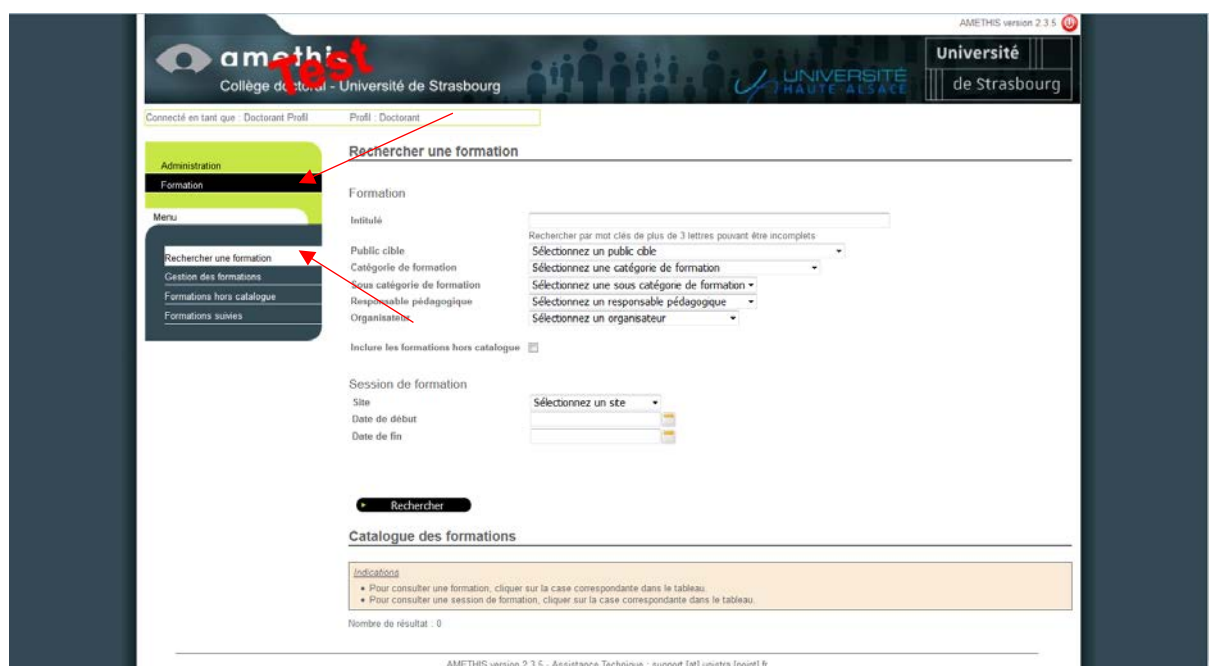 AMETHIS version 2.3.5
amethis
Test
Collège doctoral - Université de Strasbourg
UNIVERSITÉ
HAUTE-ALSACE
Université
de Strasbourg
Connecté en tant que : Doctorant Profil Profil : Doctorant
Administration
Formation
Menu
Rechercher une formation
Gestion des formations
Formations hors catalogue
Formations suivies
Rechercher une formation
Formation
Intitulé
Rechercher par mot clés de plus de 3 lettres pouvant être incomplets
Public cible Sélectionnez un public cible
Catégorie de formation Sélectionnez une catégorie de formation
Sous catégorie de formation Sélectionnez une sous catégorie de formation
Responsable pédagogique Sélectionnez un responsable pédagogique
Organisateur Sélectionnez un organisateur
Inclure les formations hors catalogue
Session de formation
Site Sélectionnez un site
Date de début
Date de fin
Rechercher
Catalogue des formations
Indications
• Pour consulter une formation, cliquer sur la case correspondante dans le tableau.
• Pour consulter une session de formation, cliquer sur la case correspondante dans le tableau.
Nombre de résultat : 0
AMETHIS version 2.3.5 - Assistance Technique : support [at] unistra [point] fr